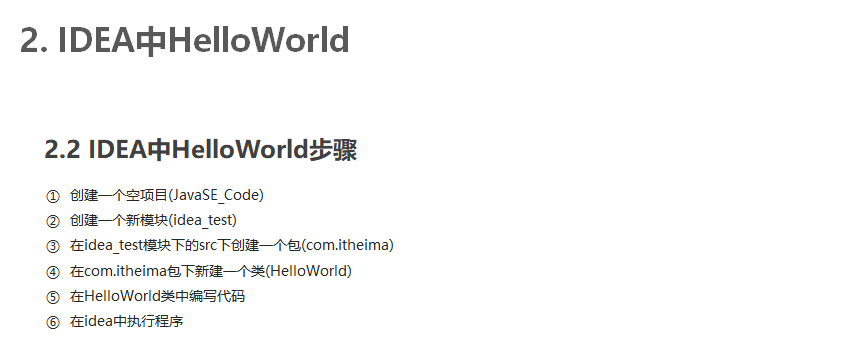 2. IDEA中HelloWorld
2.2 IDEA中HelloWorld步骤
① 创建一个空项目(JavaSE_Code)
② 创建一个新模块(idea_test)
③ 在idea_test模块下的src下创建一个包(com.itheima)
④ 在com.itheima包下新建一个类(HelloWorld)
⑤ 在HelloWorld类中编写代码
⑥ 在idea中执行程序